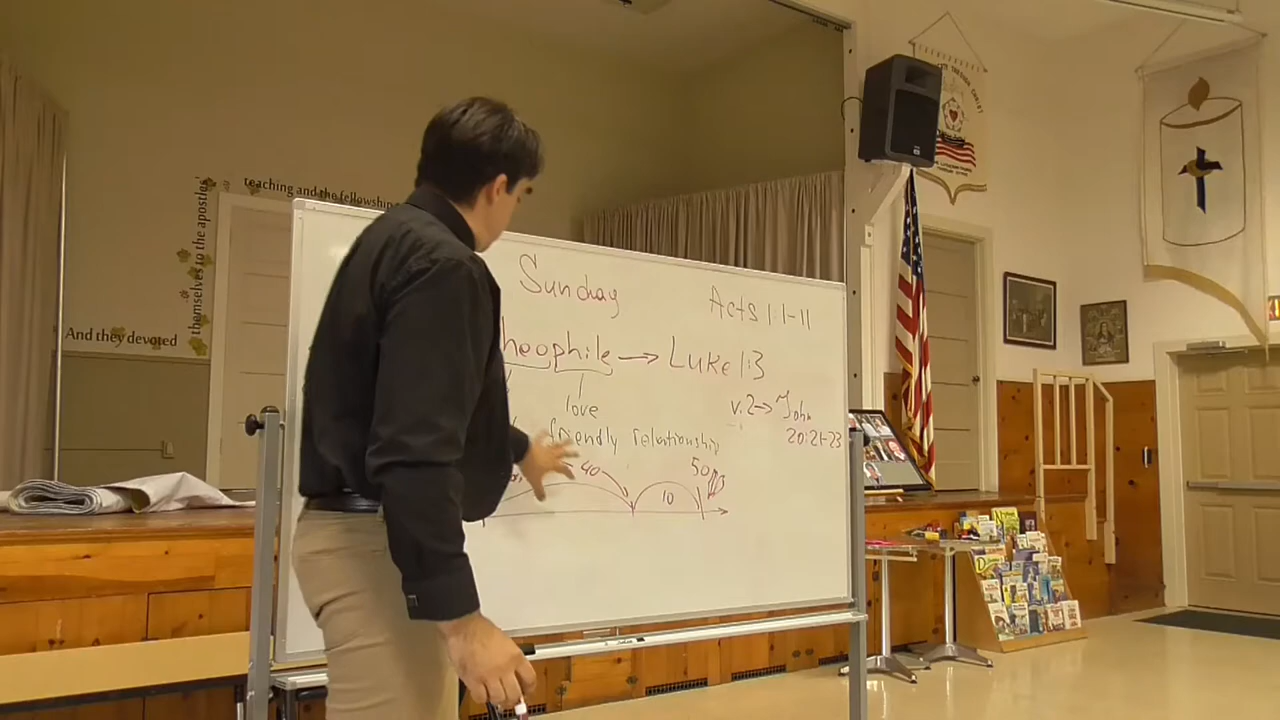 teaching and the fellowship
themselves to the apostles'
And they devoted
Sunday
Acts 1:1-11
heophile → Luke 1:3
love
friendly relationship
v.2 → John
20:21-23
40
10
50